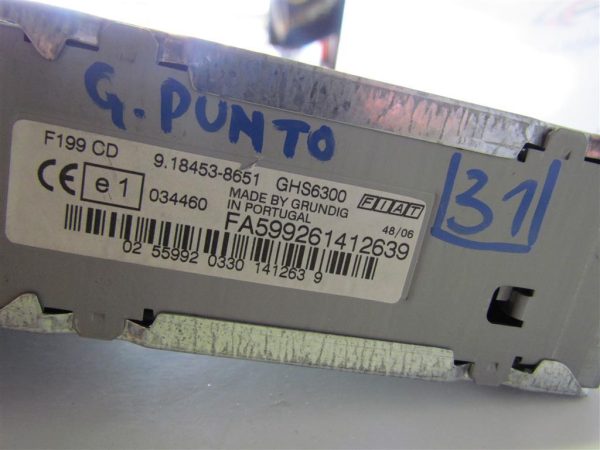 G. PUNTO
F199 CD 9.18453-8651 GHS6300 FIAT
CE e1 034460 MADE BY GRUNDIG
IN PORTUGAL 48/06
FA599261412639
02 55992 0330 141263 9
31